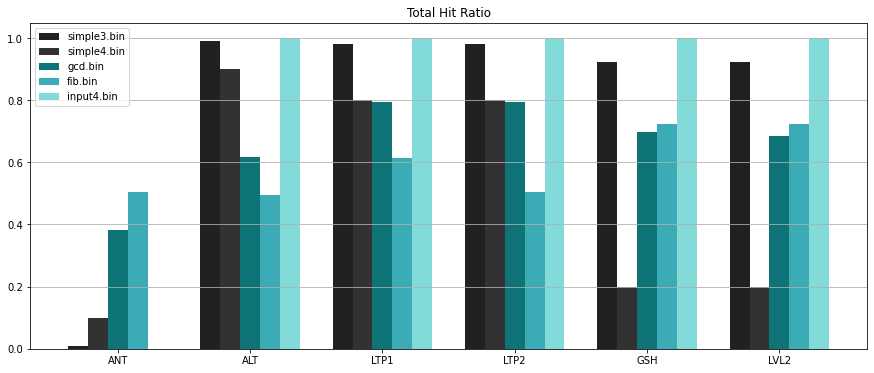 Total Hit Ratio
simple3.bin
simple4.bin
gcd.bin
fib.bin
input4.bin
1.0
0.8
0.6
0.4
0.2
0.0
ANT ALT LTP1 LTP2 GSH LVL2